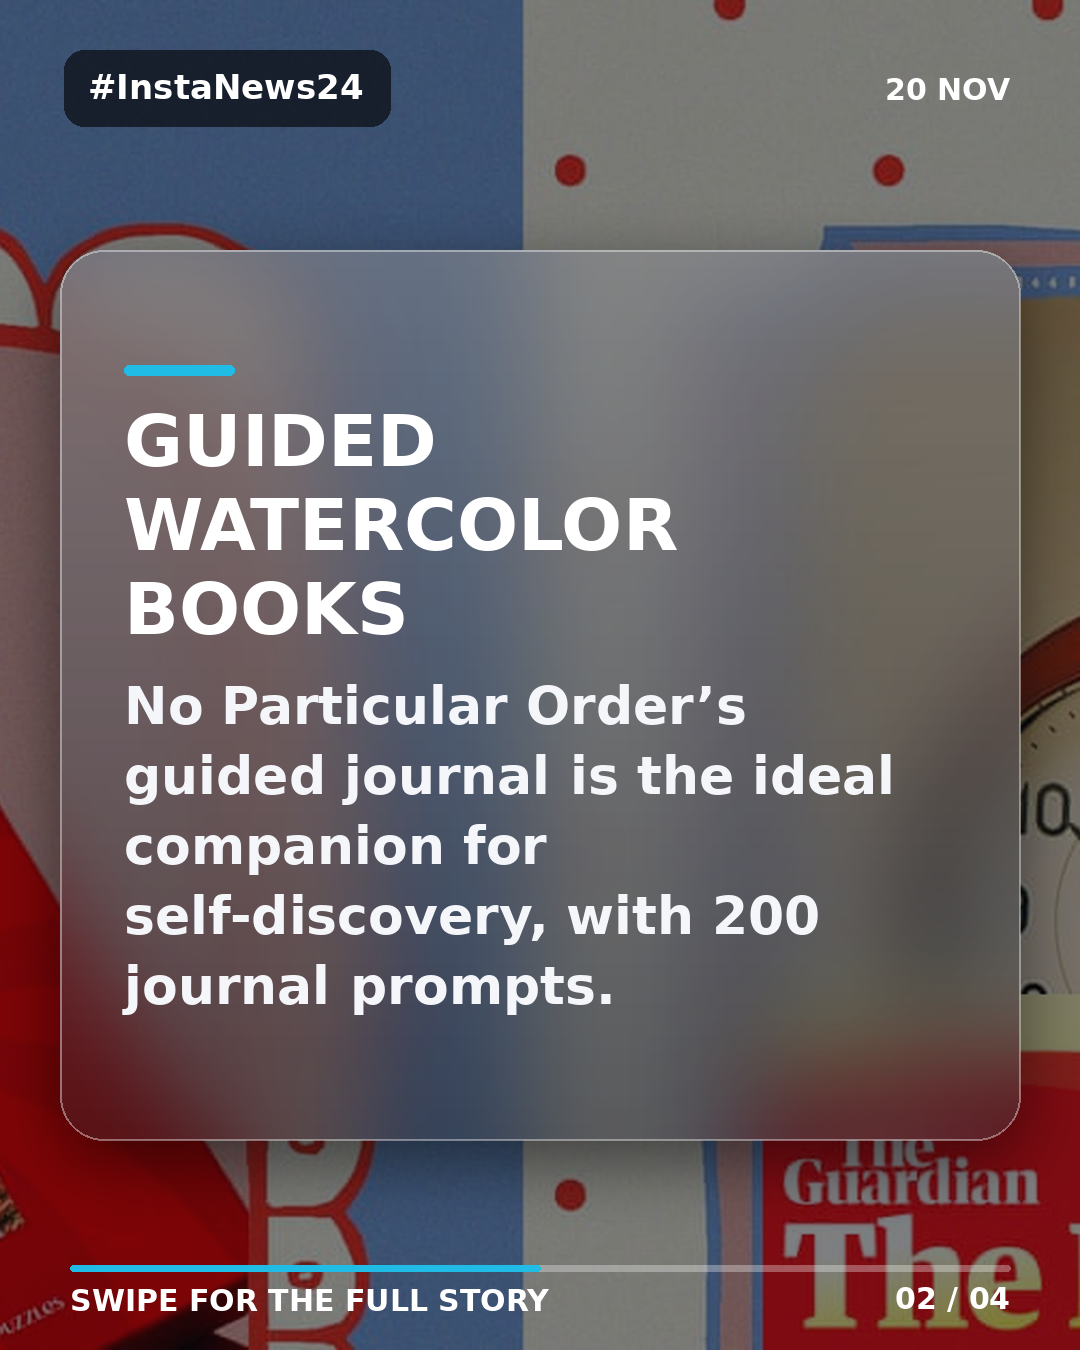 #InstaNews24
20 NOV
GUIDED
WATERCOLOR
BOOKS
No Particular Order’s
guided journal is the ideal
companion for
self-discovery, with 200
journal prompts.
10
The
Guardian
The
SWIPE FOR THE FULL STORY
02 / 04